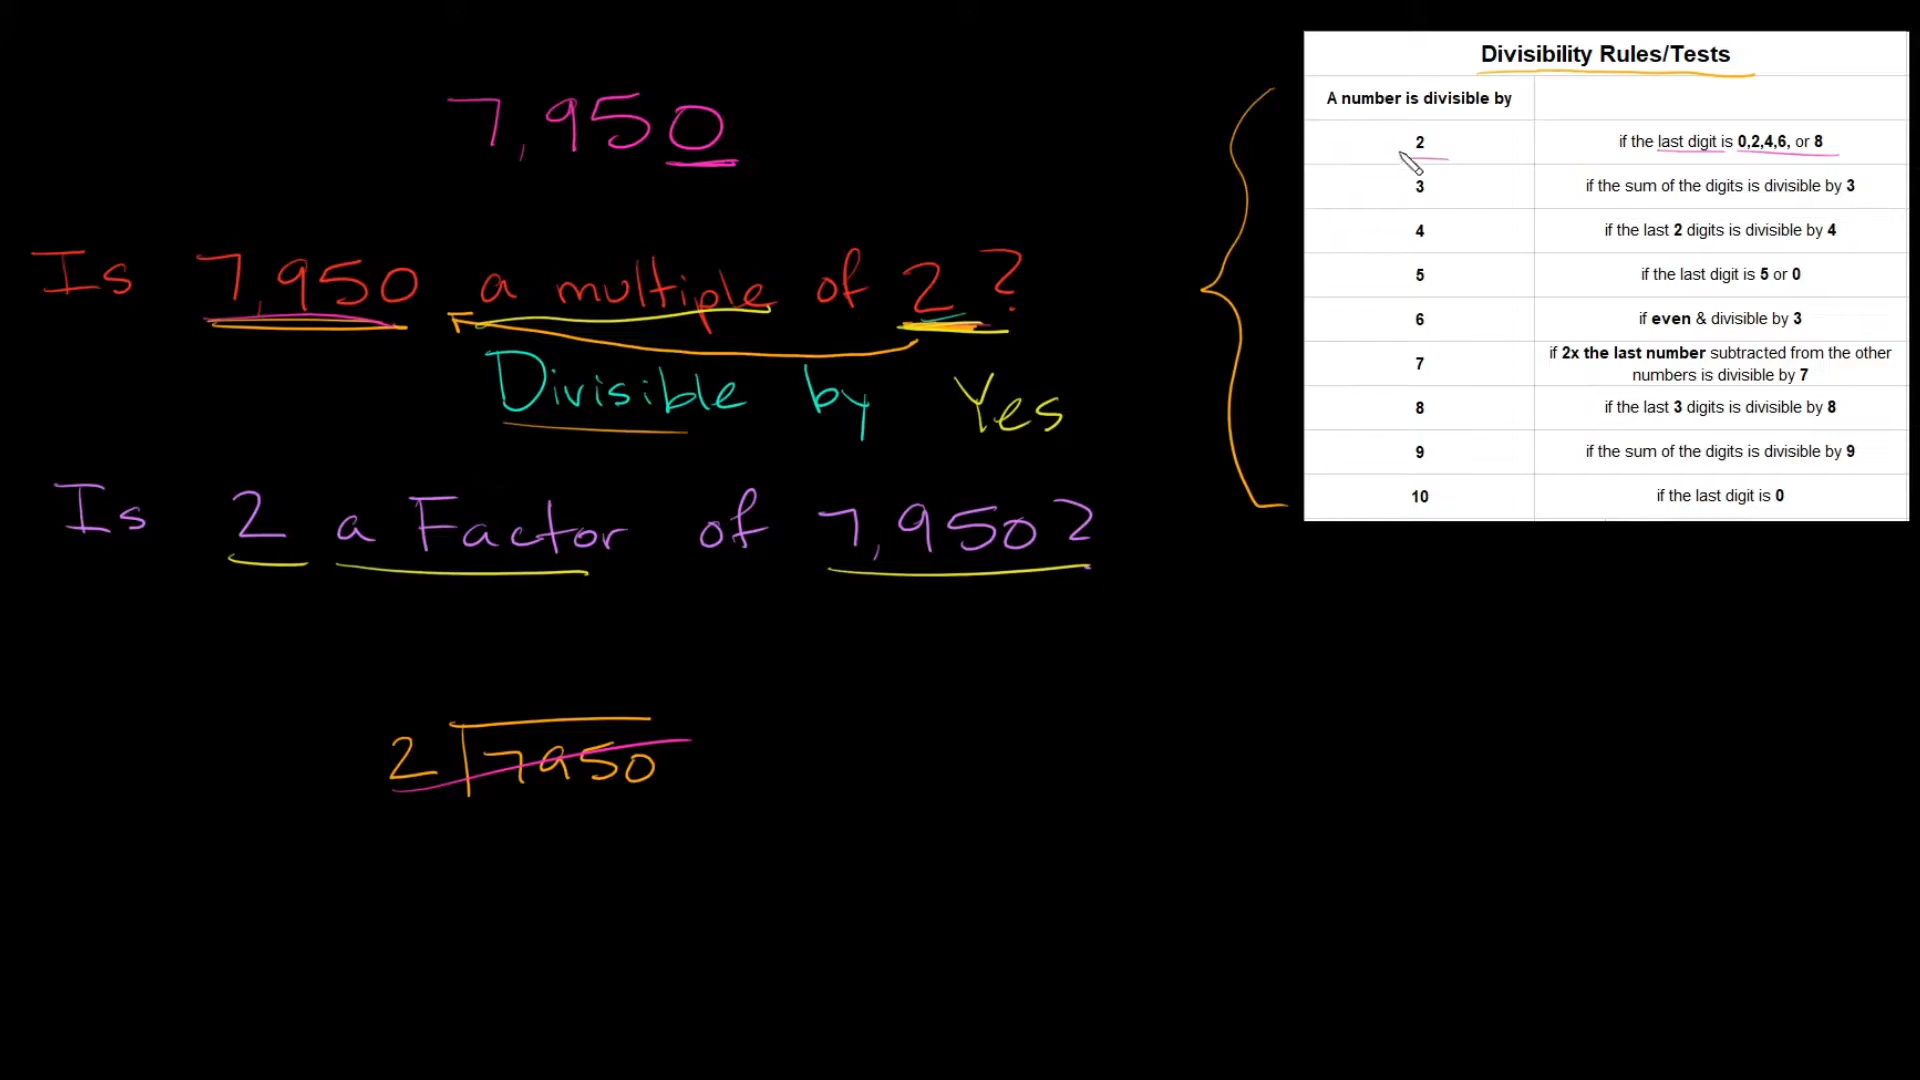 7,950
Is 7,950 a multiple of 2?
Divisible by Yes
Is 2 a Factor of 7,950?
2 7950
Divisibility Rules/Tests
A number is divisible by
2 if the last digit is 0,2,4,6, or 8
3 if the sum of the digits is divisible by 3
4 if the last 2 digits is divisible by 4
5 if the last digit is 5 or 0
6 if even & divisible by 3
7 if 2x the last number subtracted from the other
numbers is divisible by 7
8 if the last 3 digits is divisible by 8
9 if the sum of the digits is divisible by 9
10 if the last digit is 0